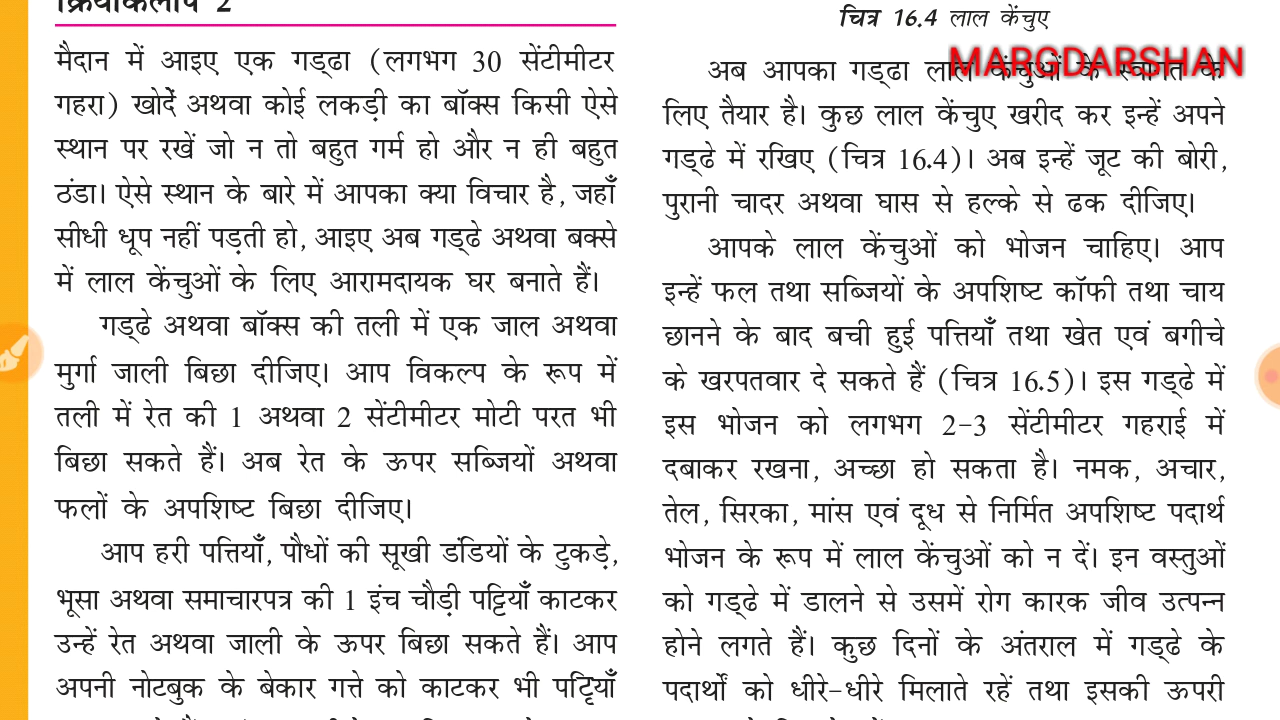 क्रियाकलाप 2
मैदान में आइए एक गड्ढा (लगभग 30 सेंटीमीटर
गहरा) खोदें अथवा कोई लकड़ी का बॉक्स किसी ऐसे
स्थान पर रखें जो न तो बहुत गर्म हो और न ही बहुत
ठंडा। ऐसे स्थान के बारे में आपका क्या विचार है, जहाँ
सीधी धूप नहीं पड़ती हो, आइए अब गड्ढे अथवा बक्से
में लाल केंचुओं के लिए आरामदायक घर बनाते हैं।
गड्ढे अथवा बॉक्स की तली में एक जाल अथवा
मुर्गा जाली बिछा दीजिए। आप विकल्प के रूप में
तली में रेत की 1 अथवा 2 सेंटीमीटर मोटी परत भी
बिछा सकते हैं। अब रेत के ऊपर सब्जियों अथवा
फलों के अपशिष्ट बिछा दीजिए।
आप हरी पत्तियाँ, पौधों की सूखी डंडियों के टुकड़े,
भूसा अथवा समाचारपत्र की 1 इंच चौड़ी पट्टियाँ काटकर
उन्हें रेत अथवा जाली के ऊपर बिछा सकते हैं। आप
अपनी नोटबुक के बेकार गत्ते को काटकर भी पट्टियाँ
चित्र 16.4 लाल केंचुए
MARGDARSHAN
अब आपका गड्ढा लाल केंचुओं के स्वागत के
लिए तैयार है। कुछ लाल केंचुए खरीद कर इन्हें अपने
गड्ढे में रखिए (चित्र 16.4)। अब इन्हें जूट की बोरी,
पुरानी चादर अथवा घास से हल्के से ढक दीजिए।
आपके लाल केंचुओं को भोजन चाहिए। आप
इन्हें फल तथा सब्जियों के अपशिष्ट कॉफी तथा चाय
छानने के बाद बची हुई पत्तियाँ तथा खेत एवं बगीचे
के खरपतवार दे सकते हैं (चित्र 16.5)। इस गड्ढे में
इस भोजन को लगभग 2-3 सेंटीमीटर गहराई में
दबाकर रखना, अच्छा हो सकता है। नमक, अचार,
तेल, सिरका, मांस एवं दूध से निर्मित अपशिष्ट पदार्थ
भोजन के रूप में लाल केंचुओं को न दें। इन वस्तुओं
को गड्ढे में डालने से उसमें रोग कारक जीव उत्पन्न
होने लगते हैं। कुछ दिनों के अंतराल में गड्ढे के
पदार्थों को धीरे-धीरे मिलाते रहें तथा इसकी ऊपरी